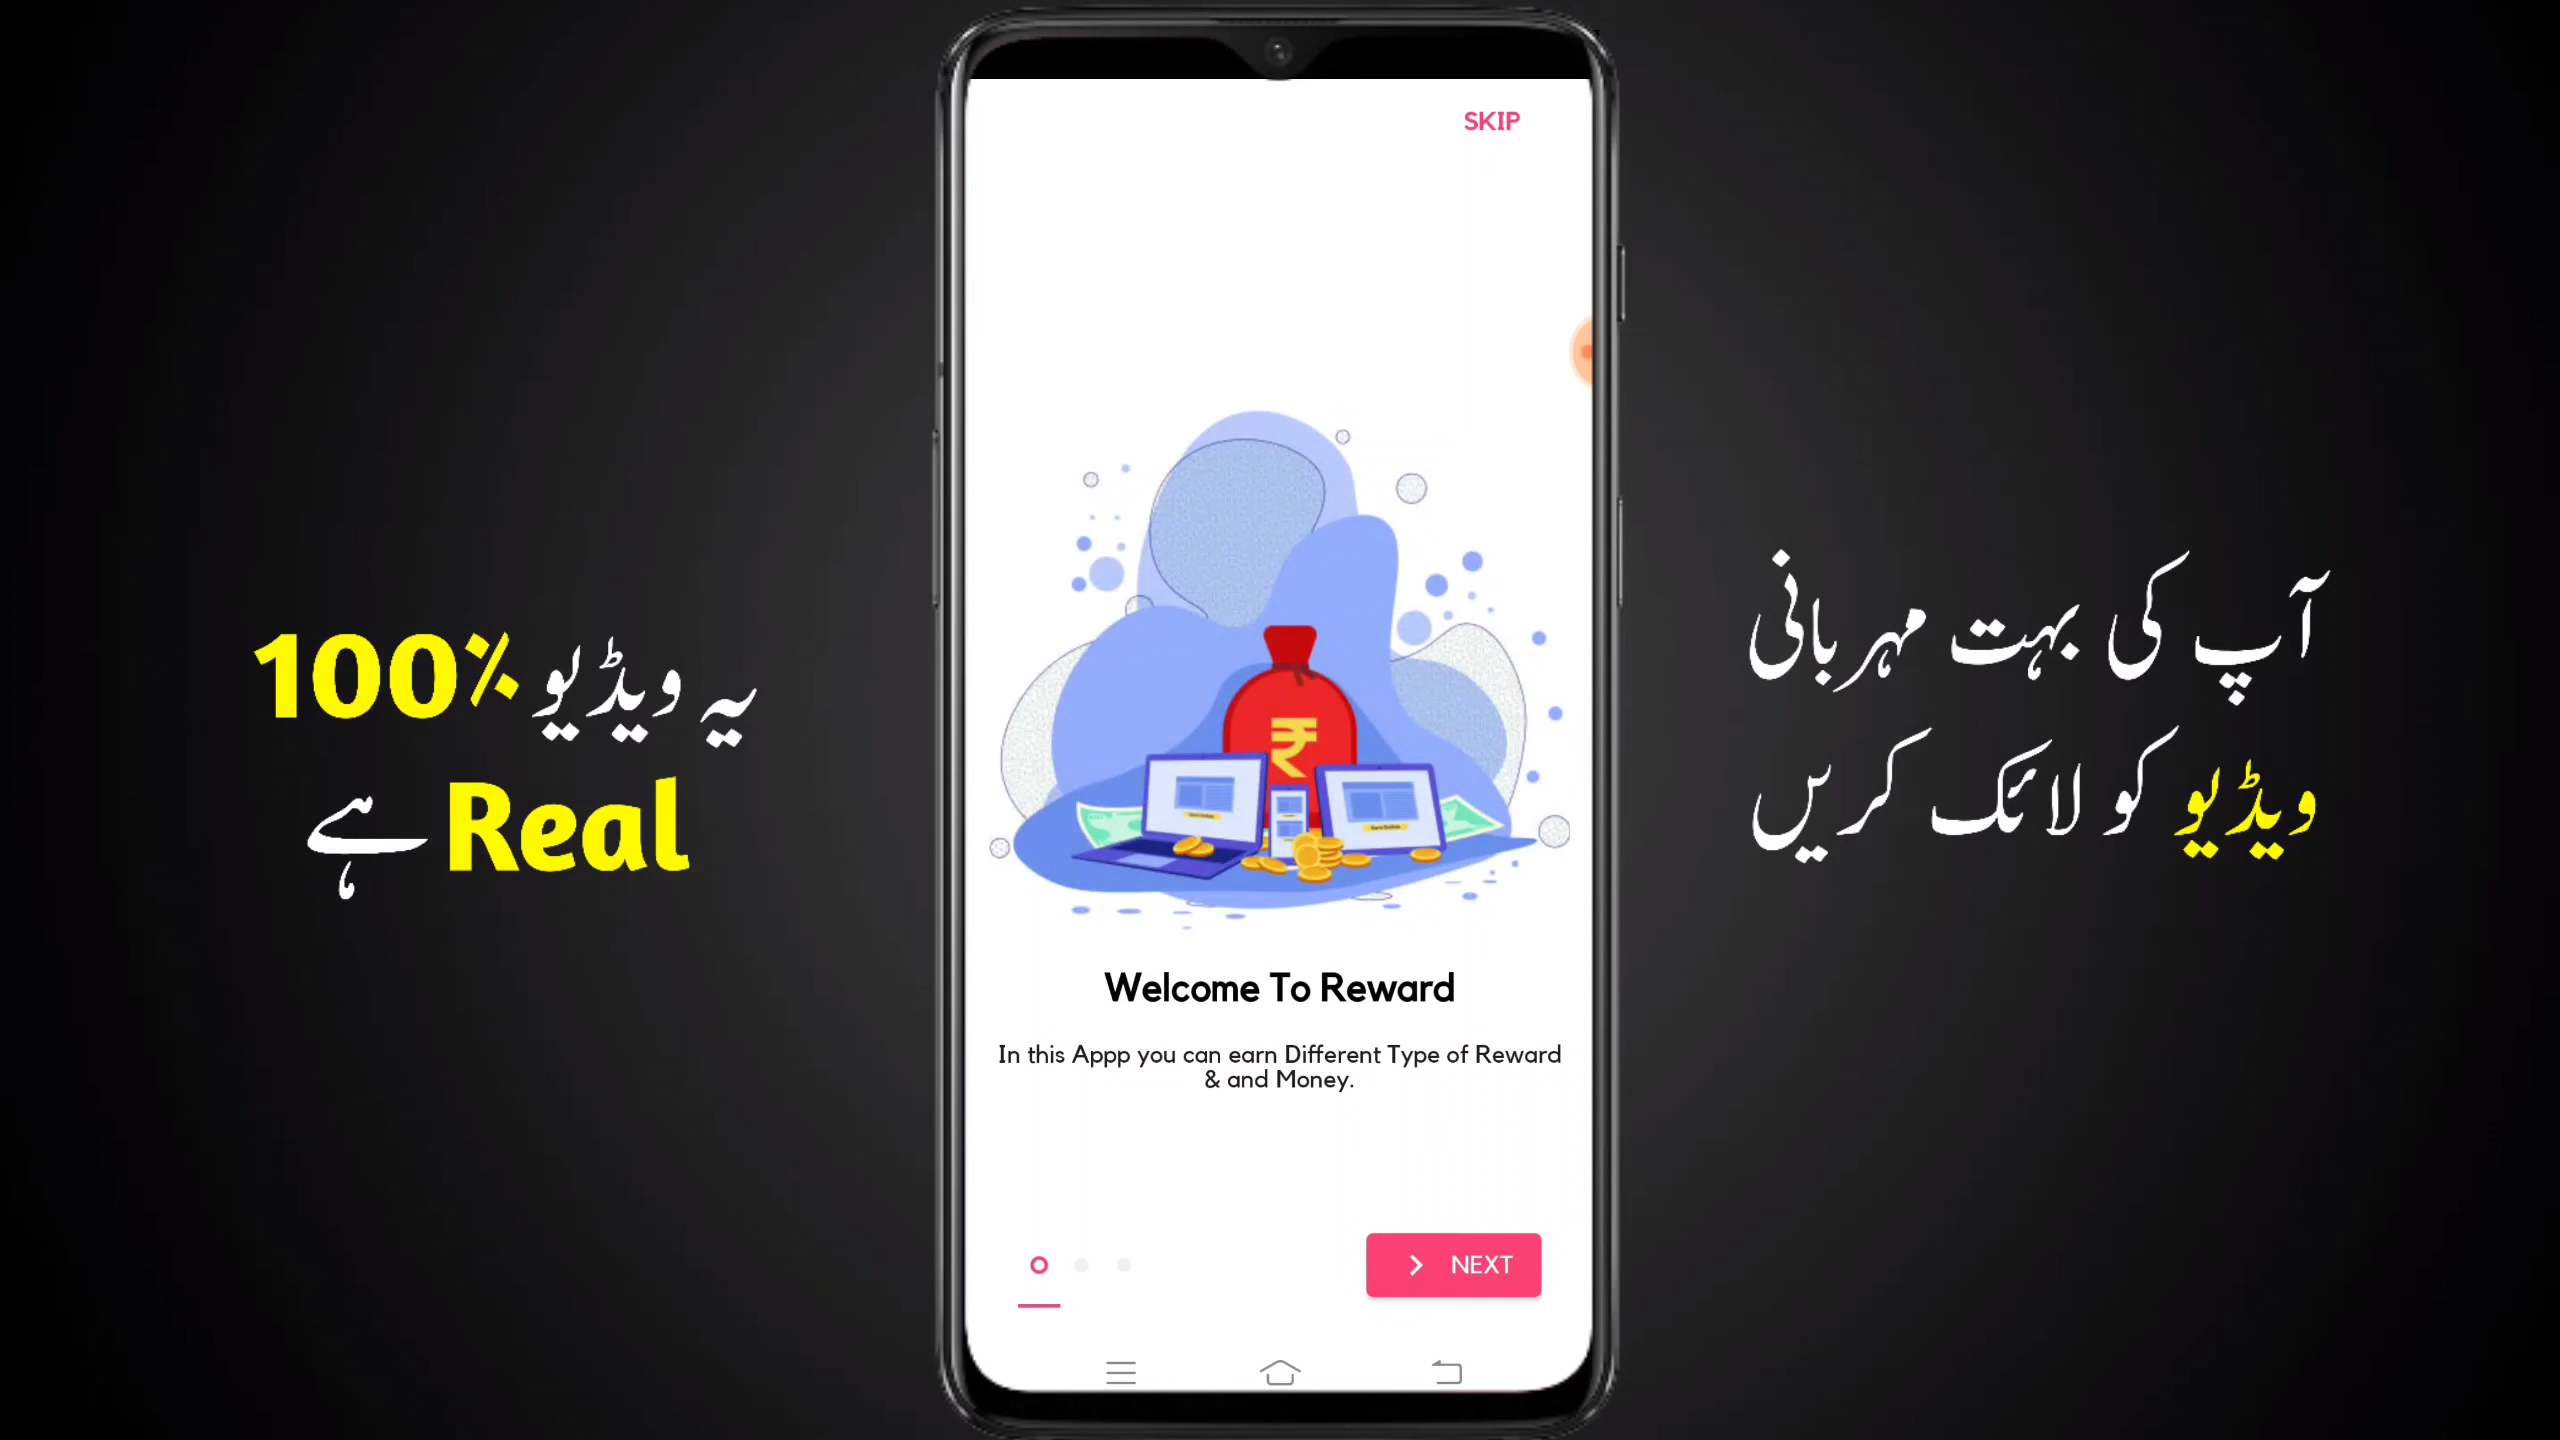 یہ ویڈیو 100%
Real ہے
SKIP
₹
Welcome To Reward
In this Appp you can earn Different Type of Reward
& and Money.
NEXT
آپ کی بہت مہربانی
ویڈیو کو لائک کریں